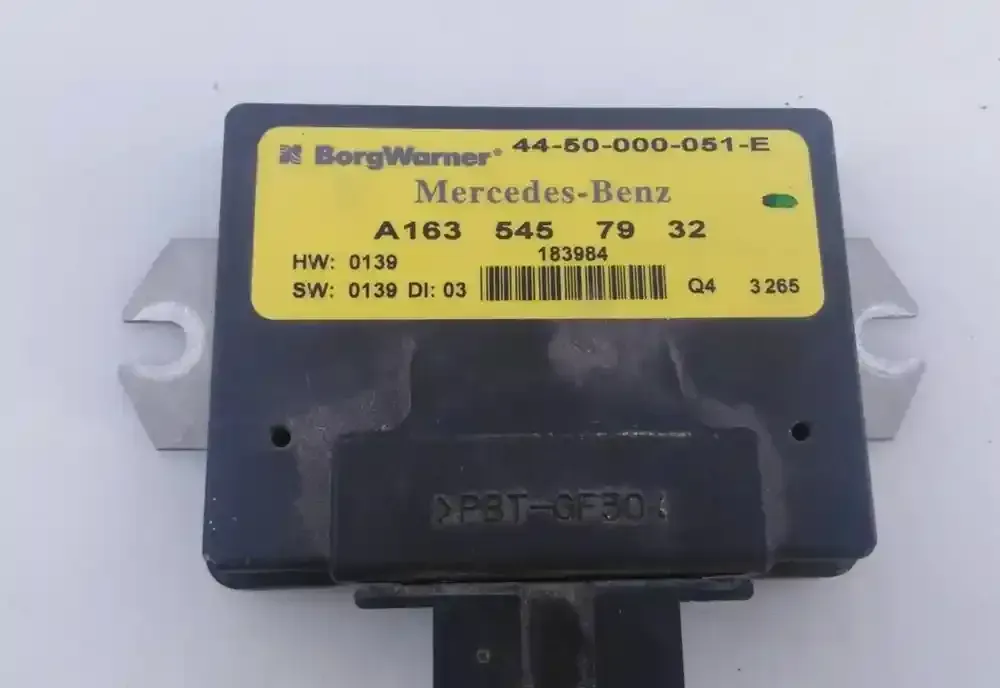 BorgWarner® 44-50-000-051-E
Mercedes-Benz
A163 545 79 32
183984
HW: 0139
SW: 0139 DI: 03
Q4 3265
>PBT-GF30<